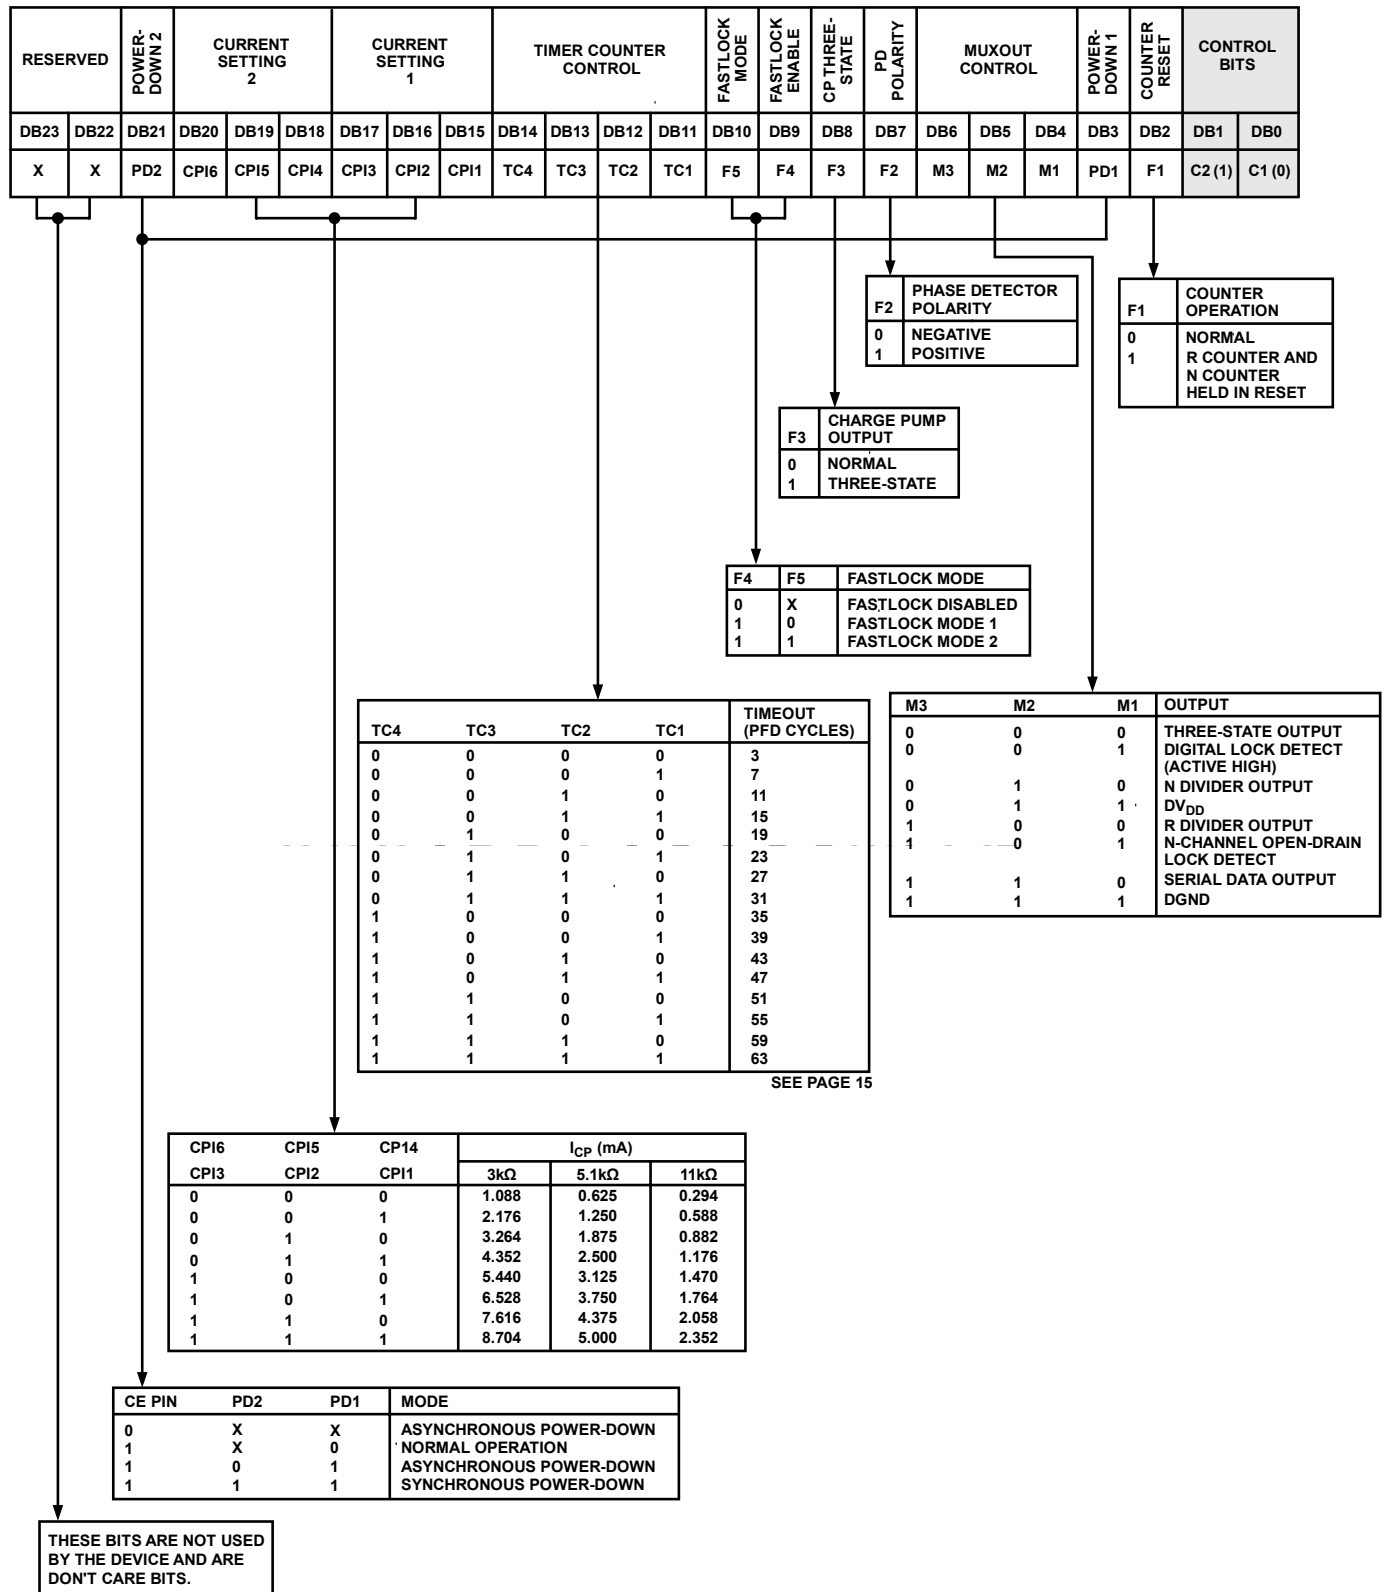 RESERVED
POWER-DOWN 2
CURRENT SETTING 2
CURRENT SETTING 1
TIMER COUNTER CONTROL
FASTLOCK MODE
FASTLOCK ENABLE
CP THREE-STATE
PD POLARITY
MUXOUT CONTROL
POWER-DOWN 1
COUNTER RESET
CONTROL BITS
DB23 DB22 DB21 DB20 DB19 DB18 DB17 DB16 DB15 DB14 DB13 DB12 DB11 DB10 DB9 DB8 DB7 DB6 DB5 DB4 DB3 DB2 DB1 DB0
X X PD2 CPI6 CPI5 CPI4 CPI3 CPI2 CPI1 TC4 TC3 TC2 TC1 F5 F4 F3 F2 M3 M2 M1 PD1 F1 C2 (1) C1 (0)
F2 PHASE DETECTOR POLARITY
0 NEGATIVE
1 POSITIVE
F1 COUNTER OPERATION
0 NORMAL
1 R COUNTER AND
N COUNTER
HELD IN RESET
F3 CHARGE PUMP OUTPUT
0 NORMAL
1 THREE-STATE
F4 F5 FASTLOCK MODE
0 X FASTLOCK DISABLED
1 0 FASTLOCK MODE 1
1 1 FASTLOCK MODE 2
TC4 TC3 TC2 TC1 TIMEOUT (PFD CYCLES)
0 0 0 0 3
0 0 0 1 7
0 0 1 0 11
0 0 1 1 15
0 1 0 0 19
0 1 0 1 23
0 1 1 0 27
0 1 1 1 31
1 0 0 0 35
1 0 0 1 39
1 0 1 0 43
1 0 1 1 47
1 1 0 0 51
1 1 0 1 55
1 1 1 0 59
1 1 1 1 63
SEE PAGE 15
M3 M2 M1 OUTPUT
0 0 0 THREE-STATE OUTPUT
0 0 1 DIGITAL LOCK DETECT
(ACTIVE HIGH)
0 1 0 N DIVIDER OUTPUT
0 1 1 DVDD
1 0 0 R DIVIDER OUTPUT
1 0 1 N-CHANNEL OPEN-DRAIN
LOCK DETECT
1 1 0 SERIAL DATA OUTPUT
1 1 1 DGND
CPI6 CPI5 CP14 ICP (mA)
CPI3 CPI2 CPI1 3kΩ 5.1kΩ 11kΩ
0 0 0 1.088 0.625 0.294
0 0 1 2.176 1.250 0.588
0 1 0 3.264 1.875 0.882
0 1 1 4.352 2.500 1.176
1 0 0 5.440 3.125 1.470
1 0 1 6.528 3.750 1.764
1 1 0 7.616 4.375 2.058
1 1 1 8.704 5.000 2.352
CE PIN PD2 PD1 MODE
0 X X ASYNCHRONOUS POWER-DOWN
1 X 0 NORMAL OPERATION
1 0 1 ASYNCHRONOUS POWER-DOWN
1 1 1 SYNCHRONOUS POWER-DOWN
THESE BITS ARE NOT USED
BY THE DEVICE AND ARE
DON'T CARE BITS.